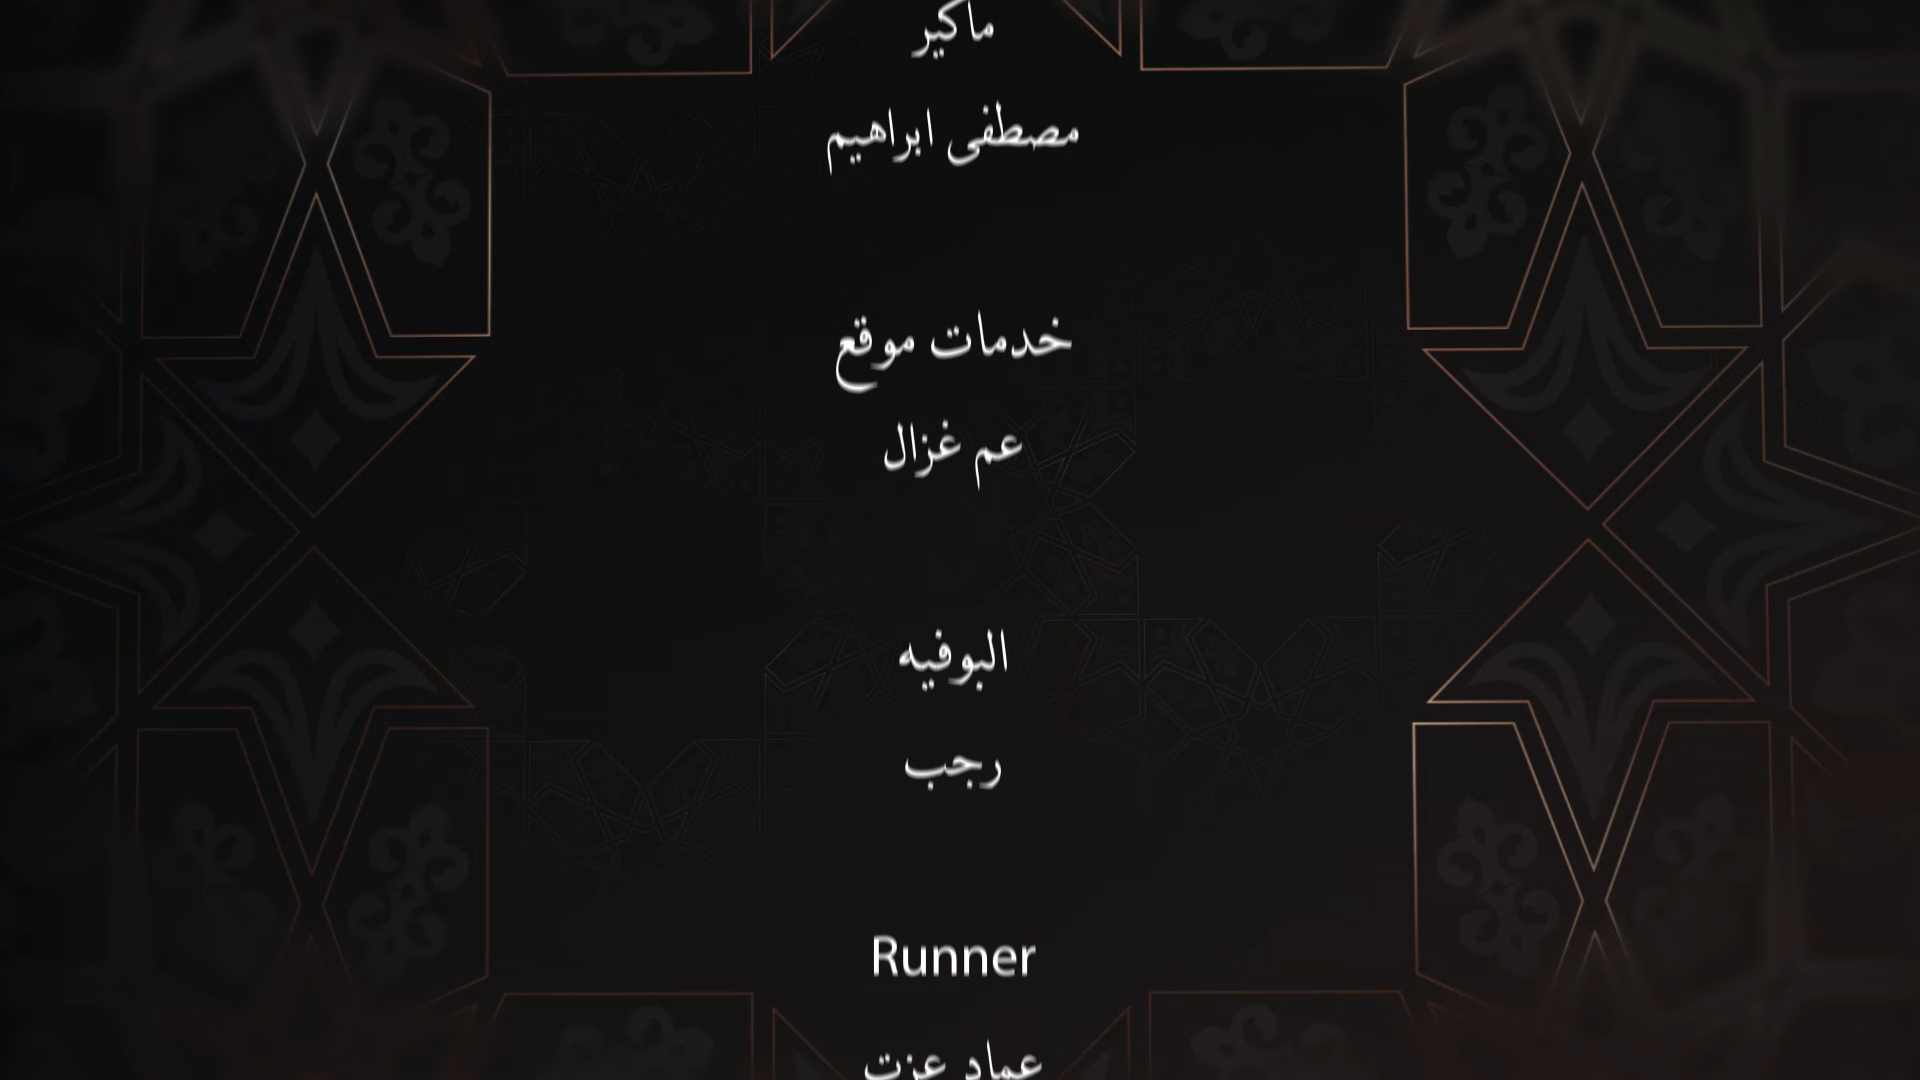 ماكير
مصطفى ابراهيم
خدمات موقع
عم غزال
البوفيه
رجب
Runner
عماد عزت